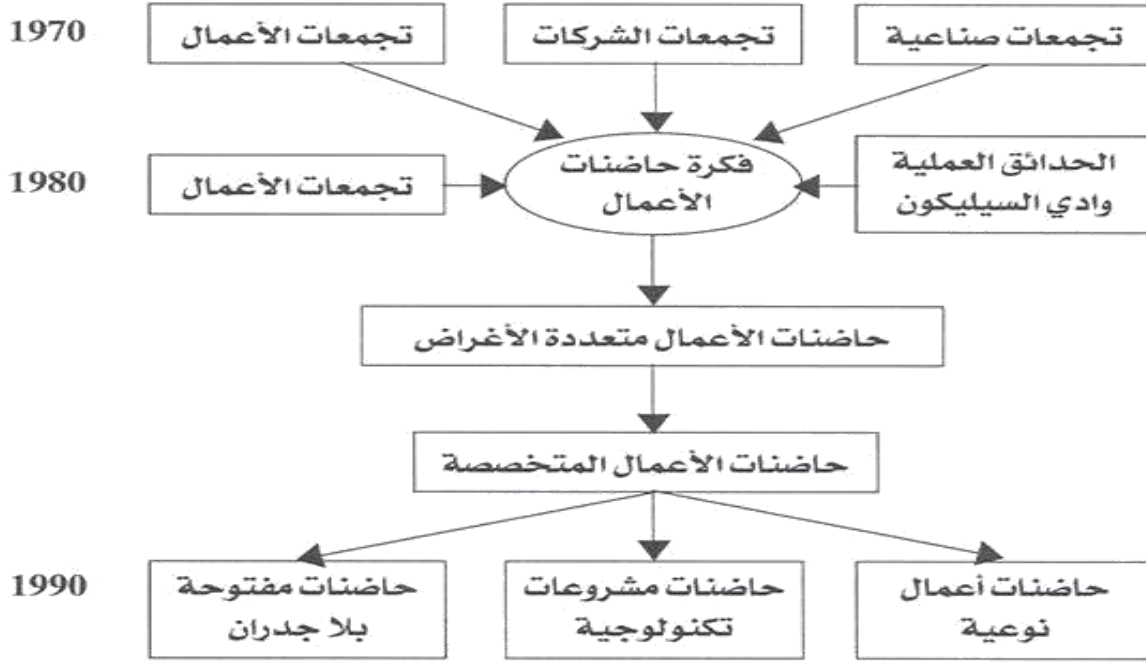 1970
تجمعات صناعية
تجمعات الشركات
تجمعات الأعمال
1980
الحدائق العملية
وادي السيليكون
فكرة حاضنات
الأعمال
تجمعات الأعمال
حاضنات الأعمال متعددة الأغراض
حاضنات الأعمال المتخصصة
1990
حاضنات أعمال
نوعية
حاضنات مشروعات
تكنولوجية
حاضنات مفتوحة
بلا جدران